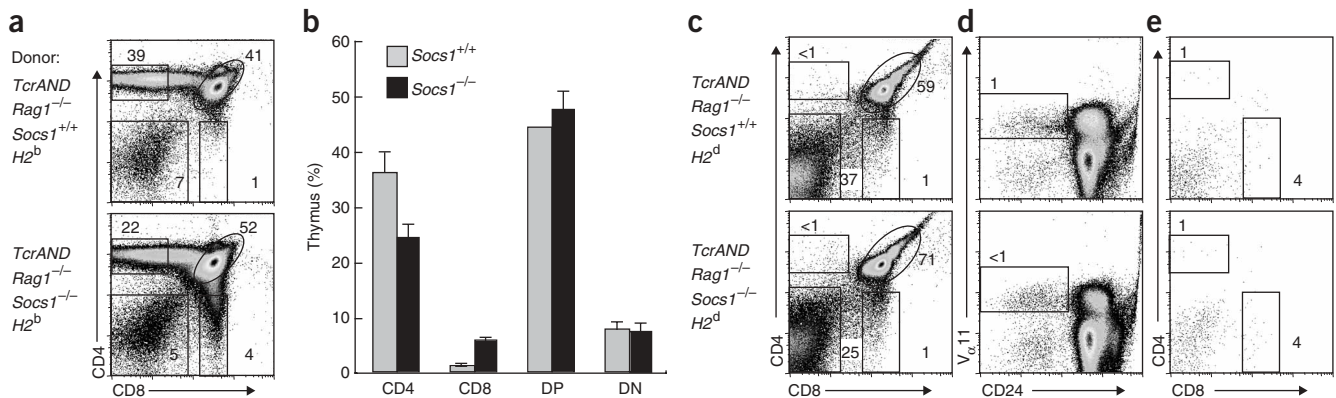 a
Donor:
TcrAND
Rag1–/–
Socs1+/+
H2b
39
41
7
1
TcrAND
Rag1–/–
Socs1–/–
H2b
22
52
5
4
CD4
CD8
b
60
50
40
30
20
10
0
Thymus (%)
Socs1+/+
Socs1–/–
CD4
CD8
DP
DN
c
TcrAND
Rag1–/–
Socs1+/+
H2d
<1
59
37
1
TcrAND
Rag1–/–
Socs1–/–
H2d
<1
71
25
1
CD4
CD8
d
1
<1
Vα11
CD24
e
1
4
1
4
CD4
CD8